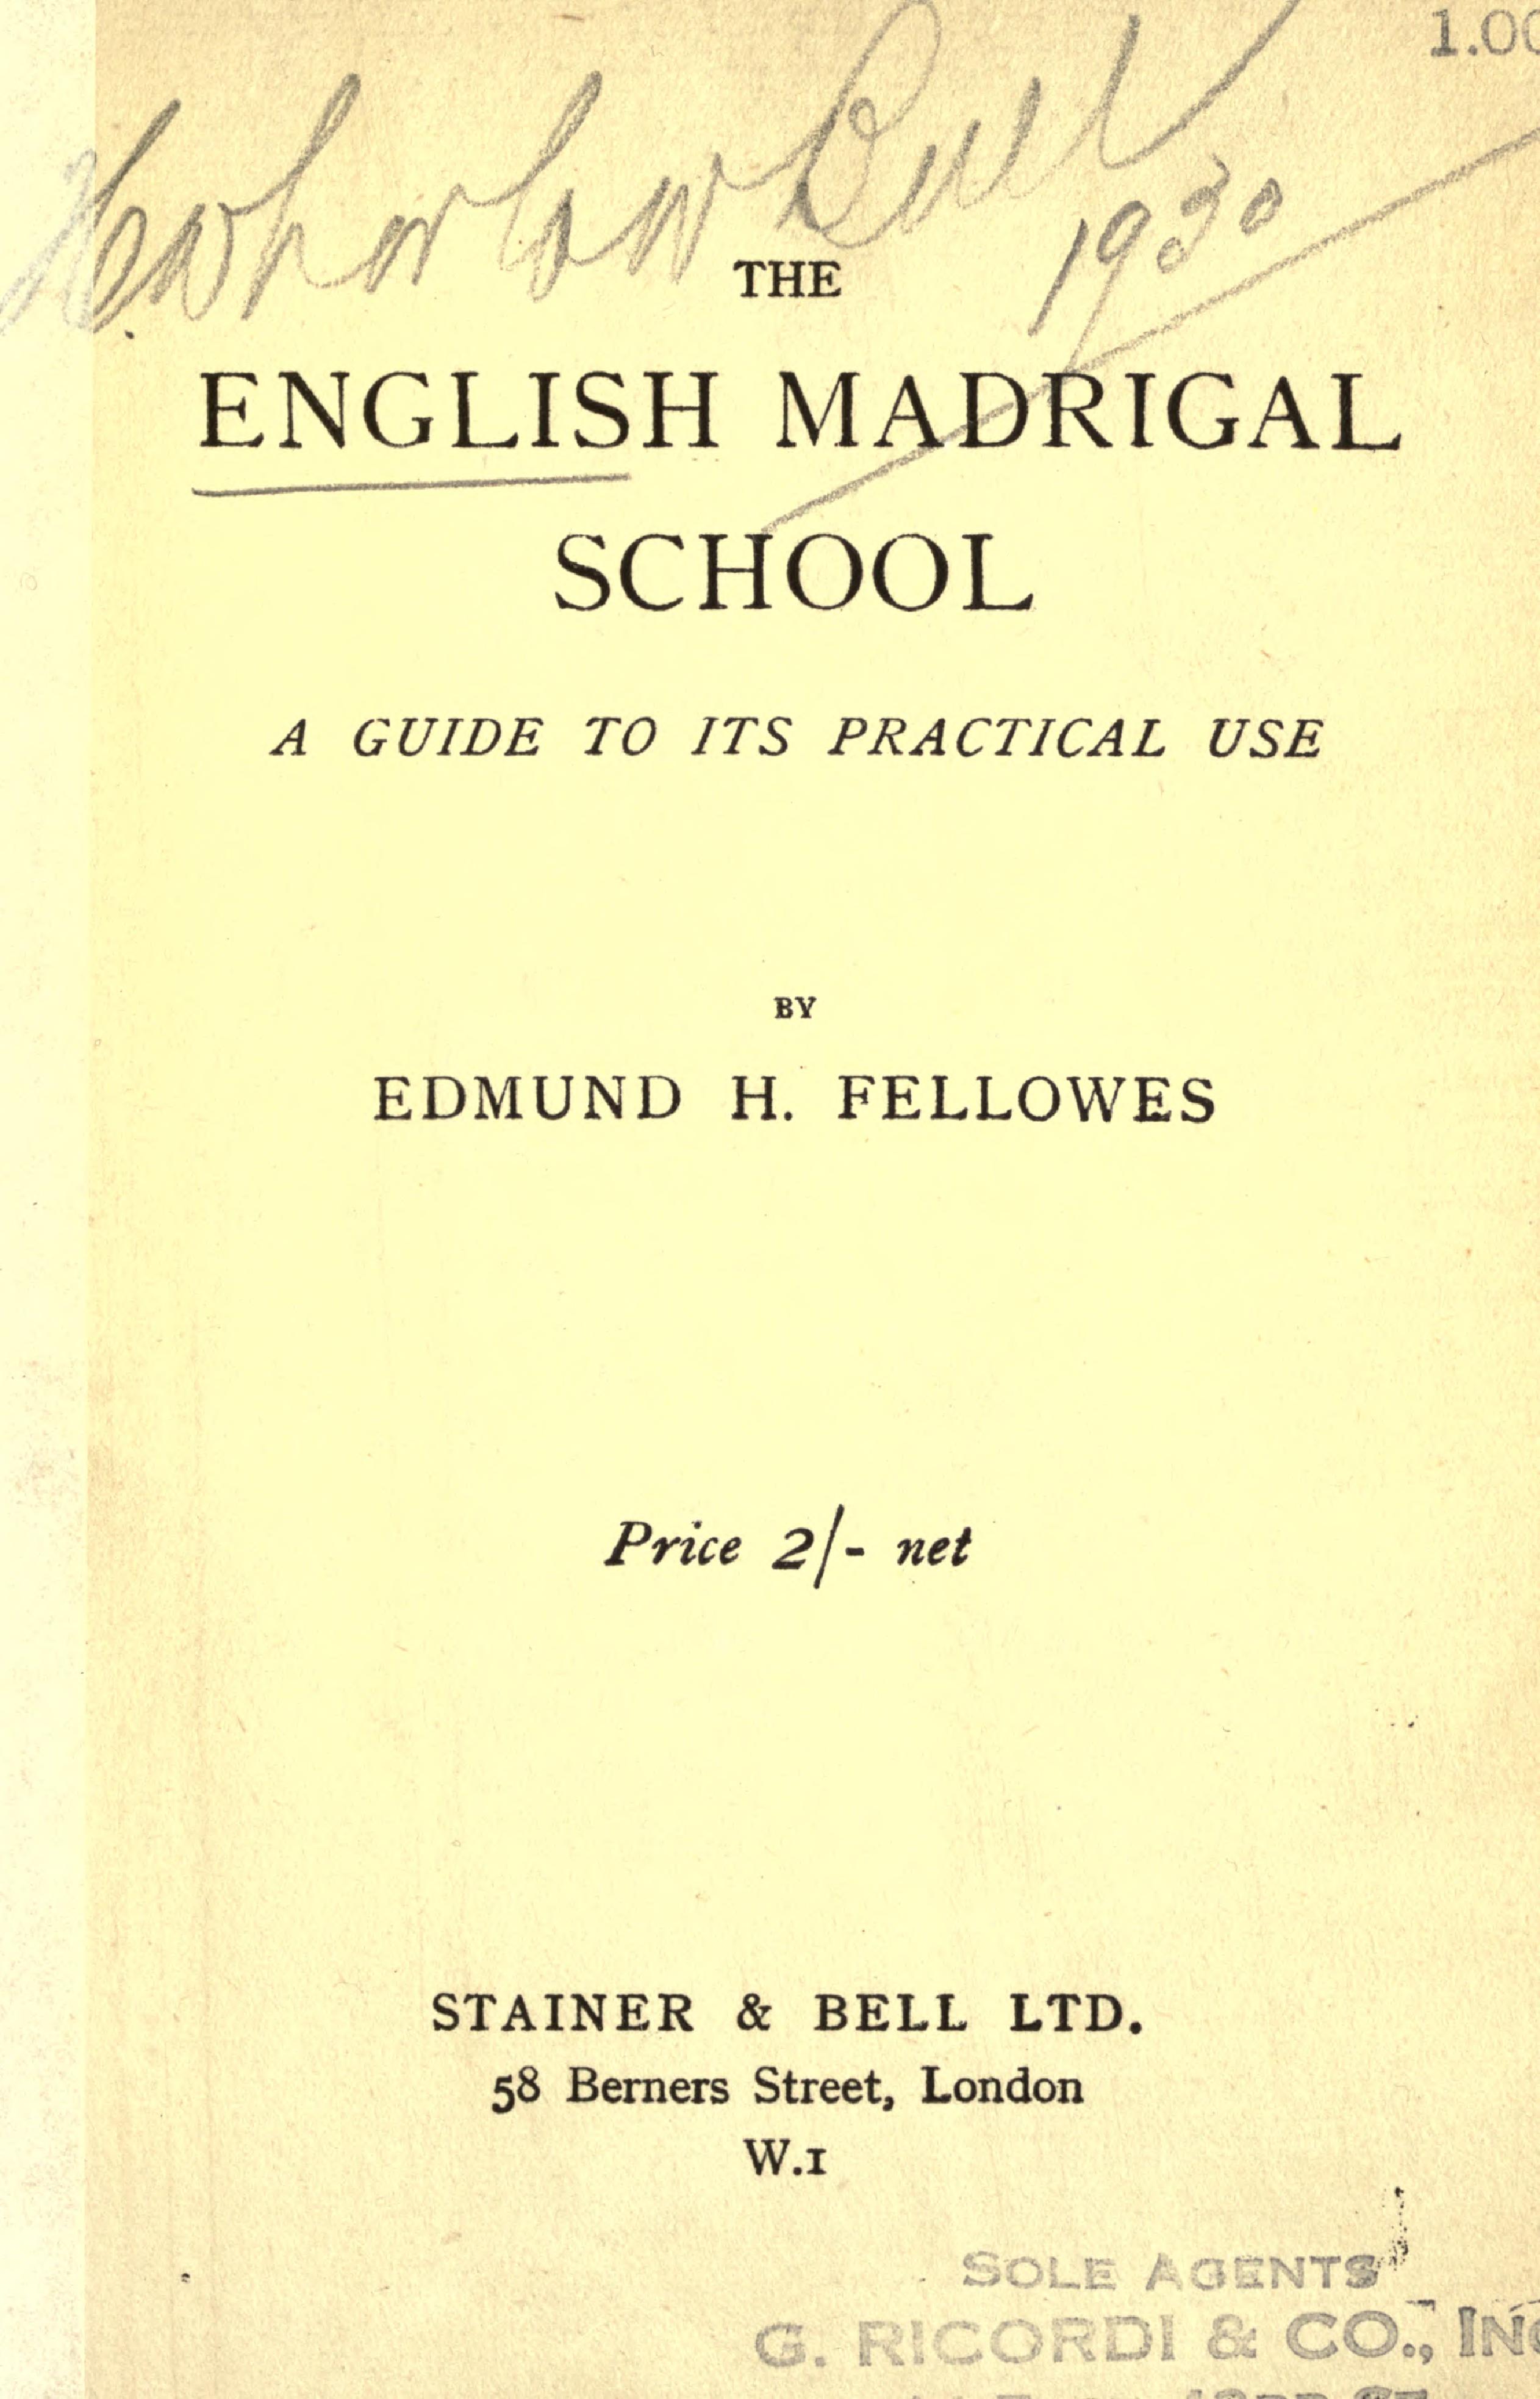 1.00
1930
THE
ENGLISH MADRIGAL
SCHOOL
A GUIDE TO ITS PRACTICAL USE
BY
EDMUND H. FELLOWES
Price 2/- net
STAINER & BELL LTD.
58 Berners Street, London
W.1
SOLE AGENTS
G. RICORDI & CO., INC